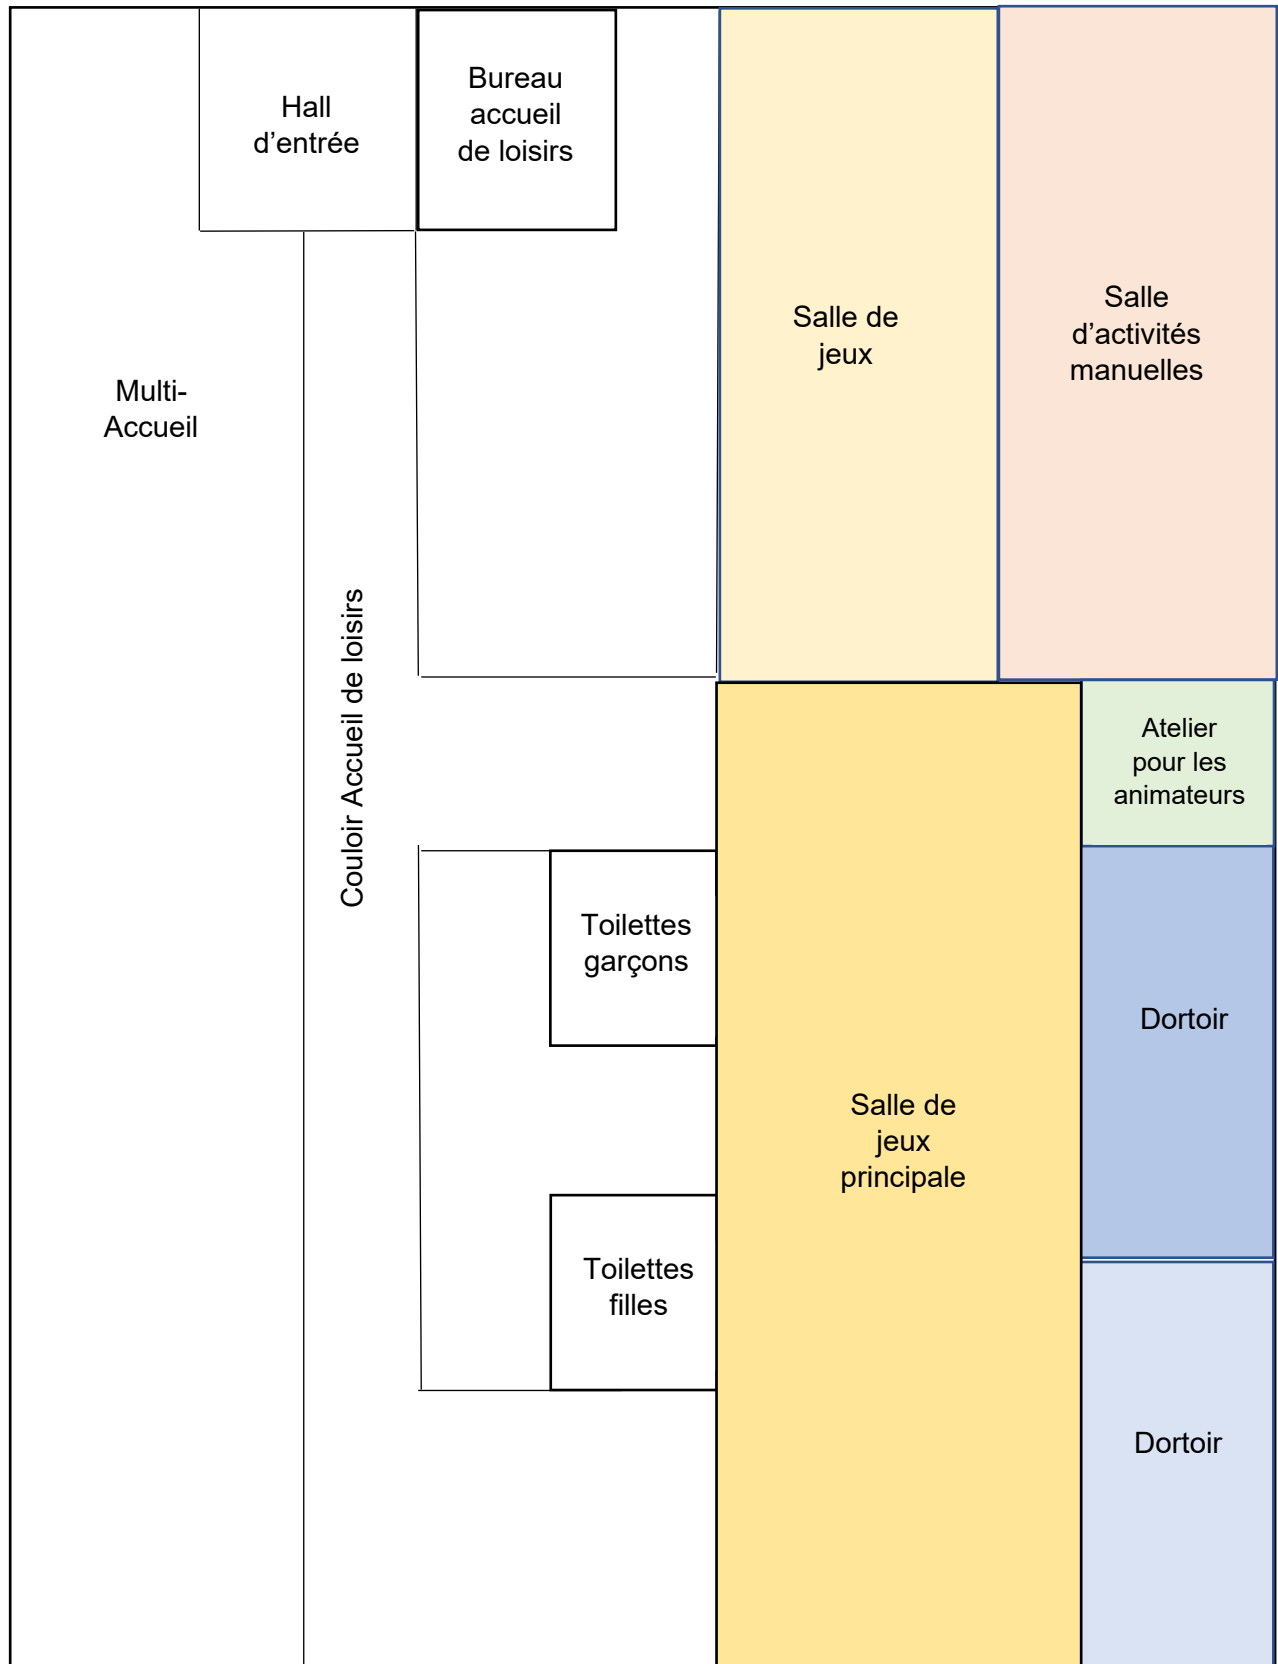 Hall
d’entrée
Bureau
accueil
de loisirs
Salle de
jeux
Salle
d’activités
manuelles
Multi-
Accueil
Couloir Accueil de loisirs
Atelier
pour les
animateurs
Toilettes
garçons
Dortoir
Salle de
jeux
principale
Toilettes
filles
Dortoir